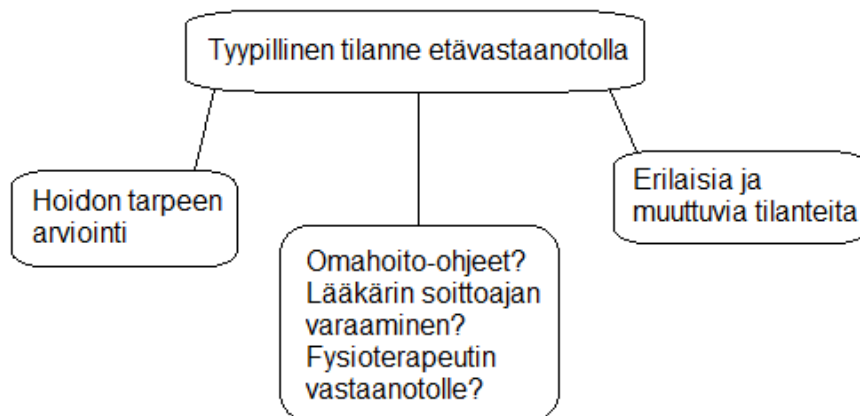 Tyypillinen tilanne etävastaanotolla
Hoidon tarpeen
arviointi
Omahoito-ohjeet?
Lääkärin soittoajan
varaaminen?
Fysioterapeutin
vastaanotolle?
Erilaisia ja
muuttuvia tilanteita